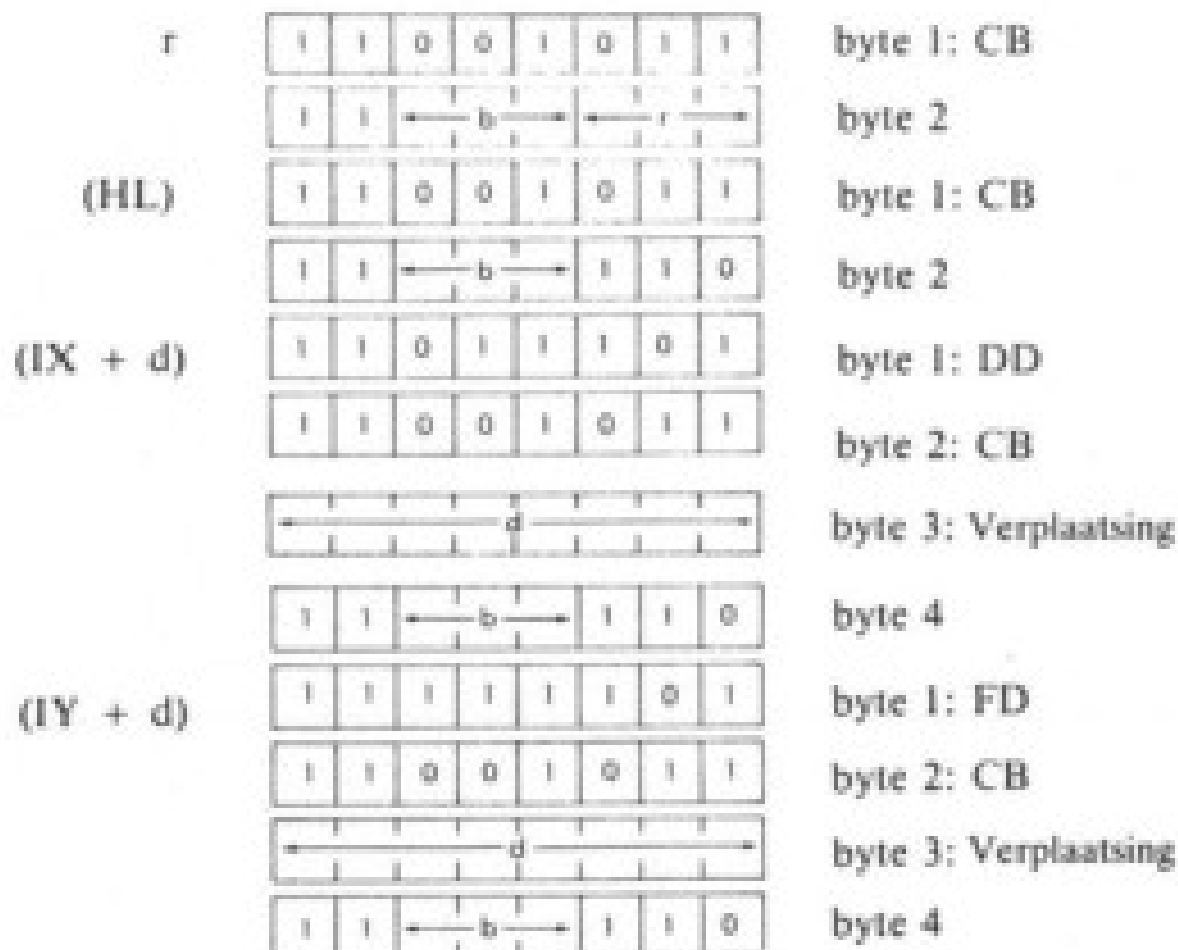 r 1 1 0 0 1 0 1 1 byte 1: CB
1 1 b r byte 2
(HL) 1 1 0 0 1 0 1 1 byte 1: CB
1 1 b 1 1 0 byte 2
(IX + d) 1 1 0 1 1 1 0 1 byte 1: DD
1 1 0 0 1 0 1 1 byte 2: CB
d byte 3: Verplaatsing
1 1 b 1 1 0 byte 4
(IY + d) 1 1 1 1 1 1 0 1 byte 1: FD
1 1 0 0 1 0 1 1 byte 2: CB
d byte 3: Verplaatsing
1 1 b 1 1 0 byte 4